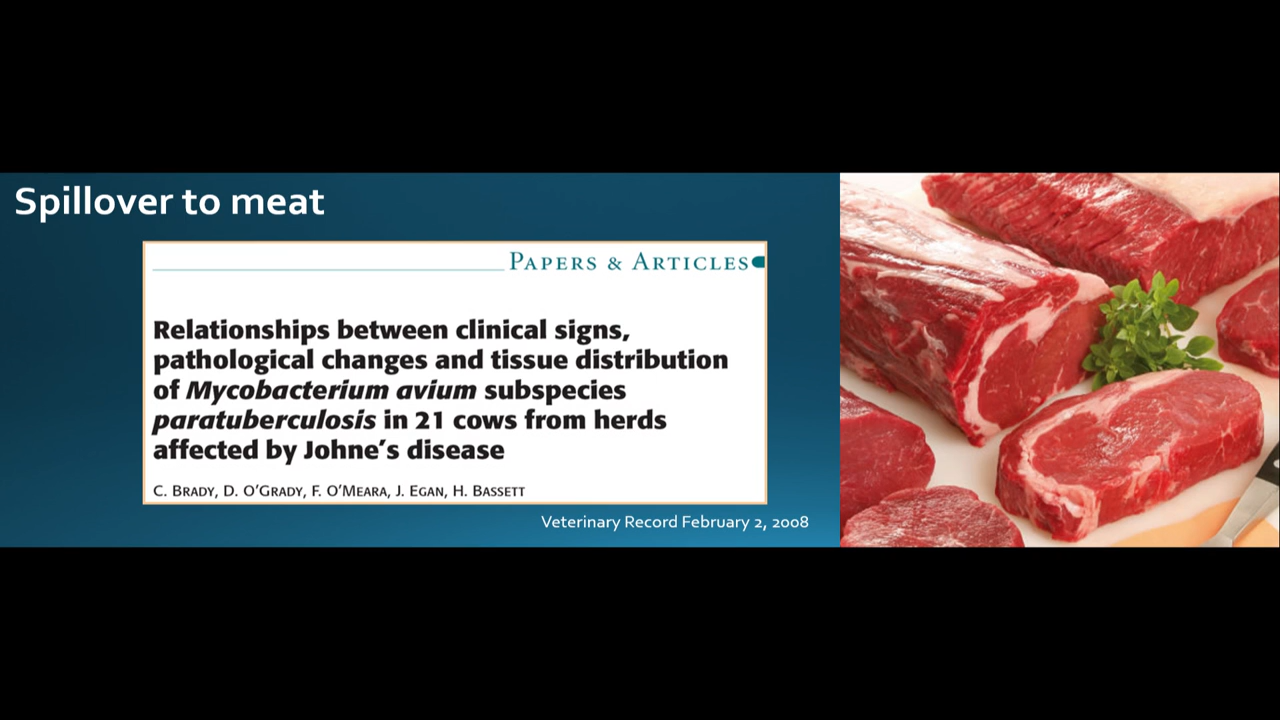 Spillover to meat
PAPERS & ARTICLES
Relationships between clinical signs,
pathological changes and tissue distribution
of Mycobacterium avium subspecies
paratuberculosis in 21 cows from herds
affected by Johne’s disease
C. BRADY, D. O’GRADY, F. O’MEARA, J. EGAN, H. BASSETT
Veterinary Record February 2, 2008